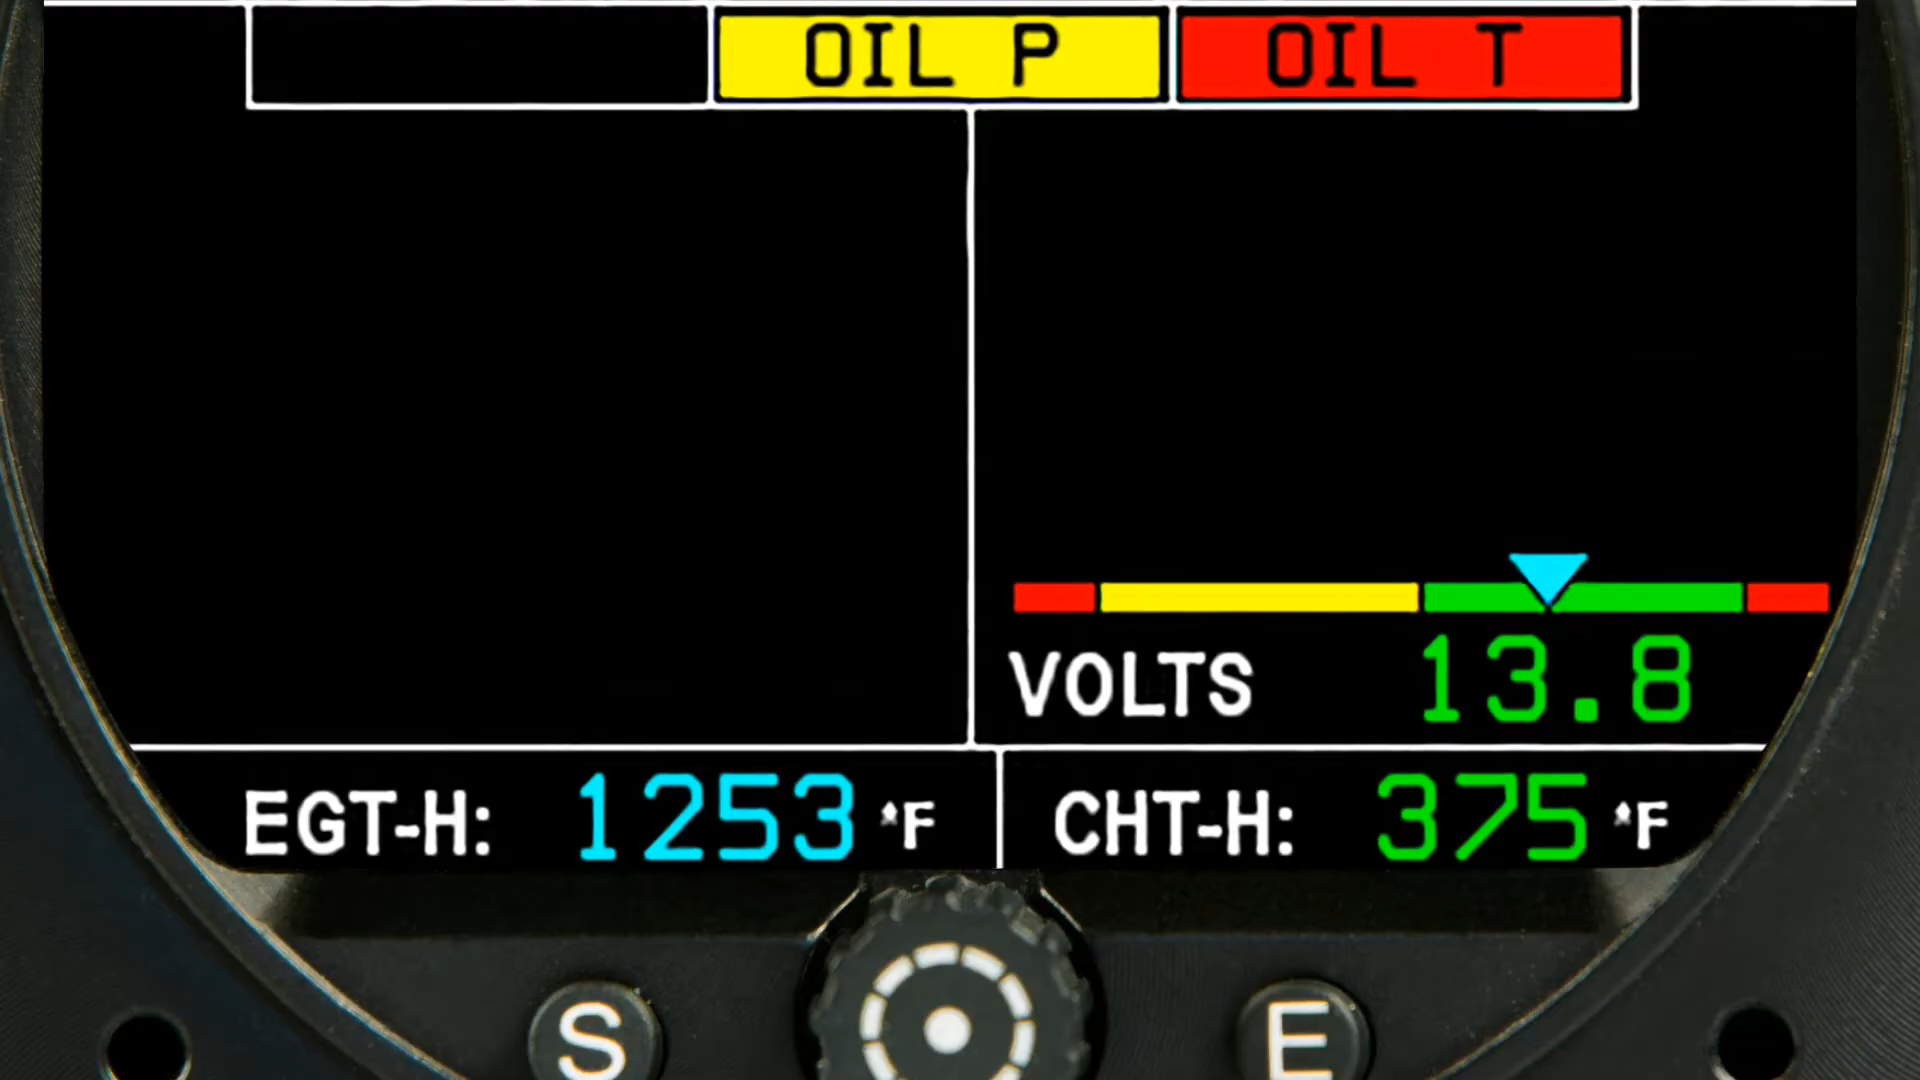 OIL P OIL T
VOLTS 13.8
EGT-H: 1253 °F CHT-H: 375 °F
S E